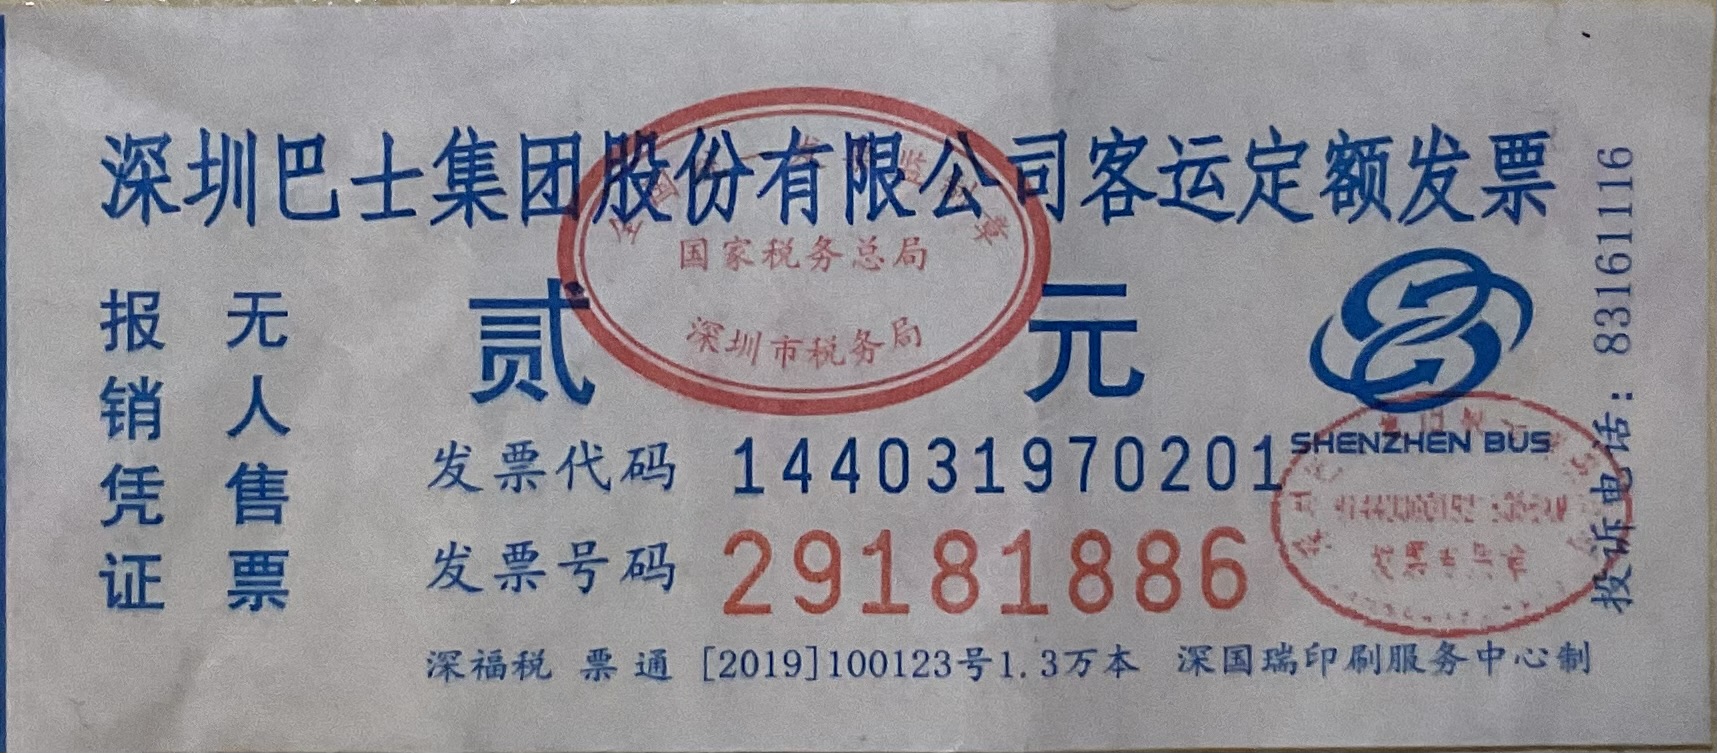 深圳巴士集团股份有限公司客运定额发票
国家税务总局
深圳市税务局
无人售票
报销凭证
贰 元
SHENZHEN BUS
发票代码 144031970201
发票号码 29181886
发票专用章
深福税 票通 [2019]100123号1.3万本 深国瑞印刷服务中心制
投诉电话：83161116